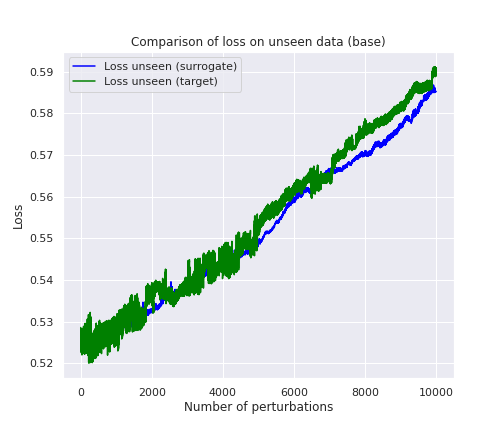 Comparison of loss on unseen data (base)
Loss unseen (surrogate)
Loss unseen (target)
0.59
0.58
0.57
0.56
0.55
0.54
0.53
0.52
Loss
0
2000
4000
6000
8000
10000
Number of perturbations